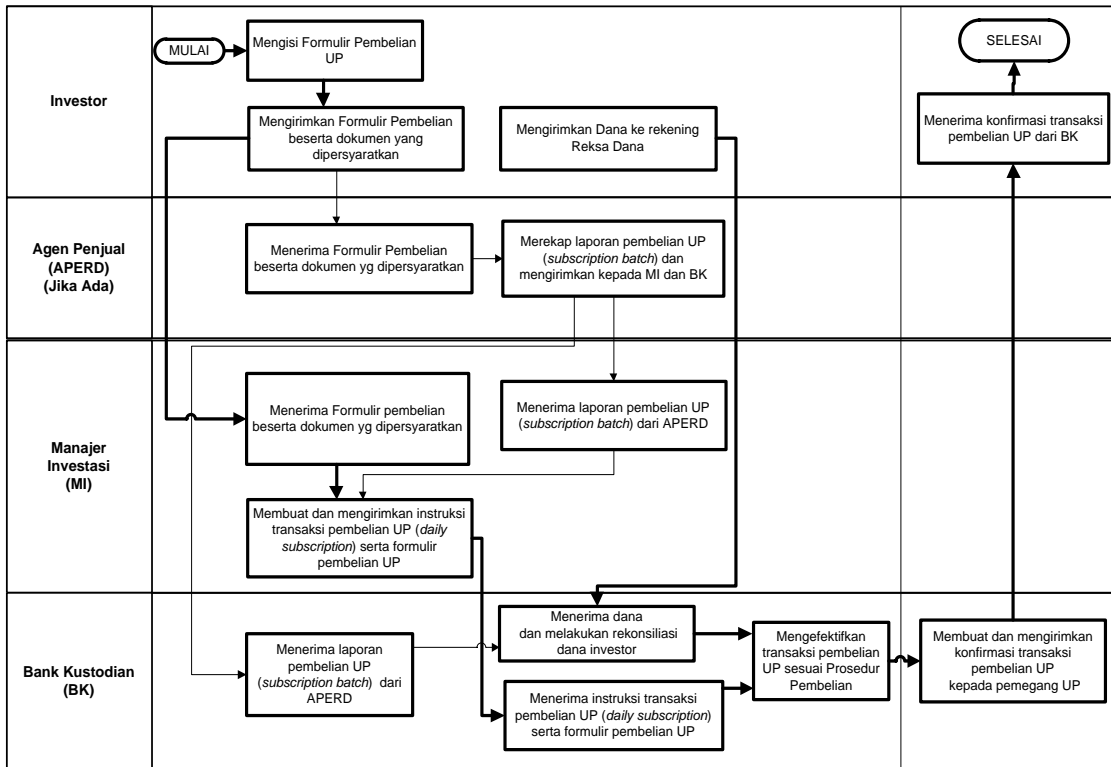 Investor
MULAI
Mengisi Formulir Pembelian
UP
Mengirimkan Formulir Pembelian
beserta dokumen yang
dipersyaratkan
Mengirimkan Dana ke rekening
Reksa Dana
SELESAI
Menerima konfirmasi transaksi
pembelian UP dari BK
Agen Penjual
(APERD)
(Jika Ada)
Menerima Formulir Pembelian
beserta dokumen yg dipersyaratkan
Merekap laporan pembelian UP
(subscription batch) dan
mengirimkan kepada MI dan BK
Manajer
Investasi
(MI)
Menerima Formulir pembelian
beserta dokumen yg dipersyaratkan
Menerima laporan pembelian UP
(subscription batch) dari APERD
Membuat dan mengirimkan instruksi
transaksi pembelian UP (daily
subscription) serta formulir
pembelian UP
Bank Kustodian
(BK)
Menerima laporan
pembelian UP
(subscription batch) dari
APERD
Menerima dana
dan melakukan rekonsiliasi
dana investor
Menerima instruksi transaksi
pembelian UP (daily subscription)
serta formulir pembelian UP
Mengefektifkan
transaksi pembelian
UP sesuai Prosedur
Pembelian
Membuat dan mengirimkan
konfirmasi transaksi
pembelian UP
kepada pemegang UP